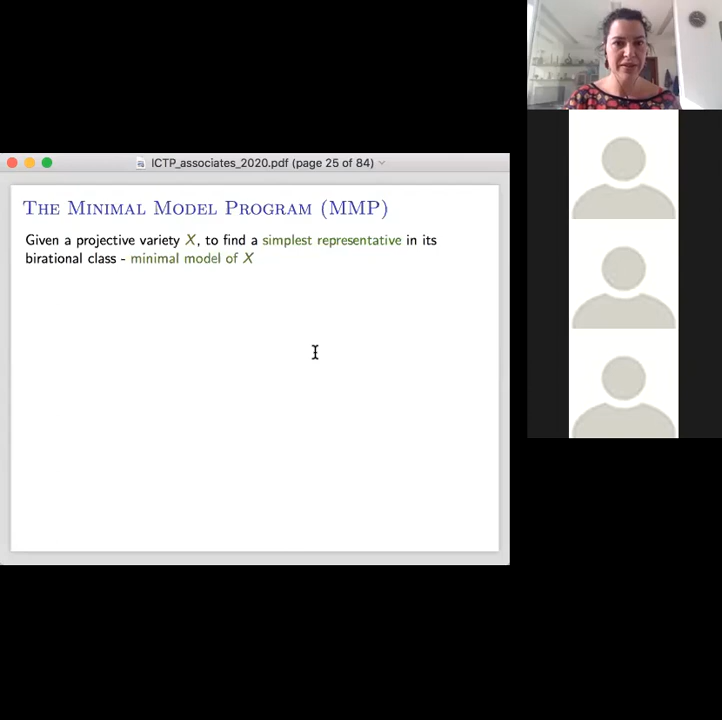 ICTP_associates_2020.pdf (page 25 of 84)
The Minimal Model Program (MMP)
Given a projective variety X, to find a simplest representative in its
birational class - minimal model of X